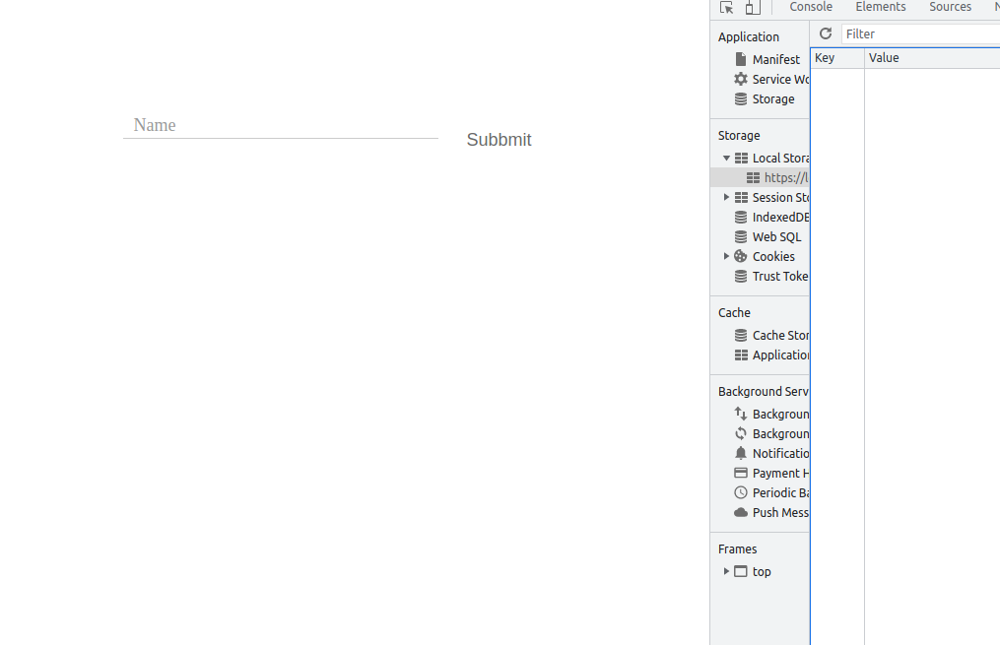 Name
Subbmit
Console Elements Sources
Application
Manifest
Service Wo
Storage
Storage
Local Stora
https://l
Session Sto
IndexedDB
Web SQL
Cookies
Trust Toke
Cache
Cache Stor
Application
Background Serv
Backgroun
Backgroun
Notificatio
Payment H
Periodic Ba
Push Mess
Frames
top
Filter
Key Value